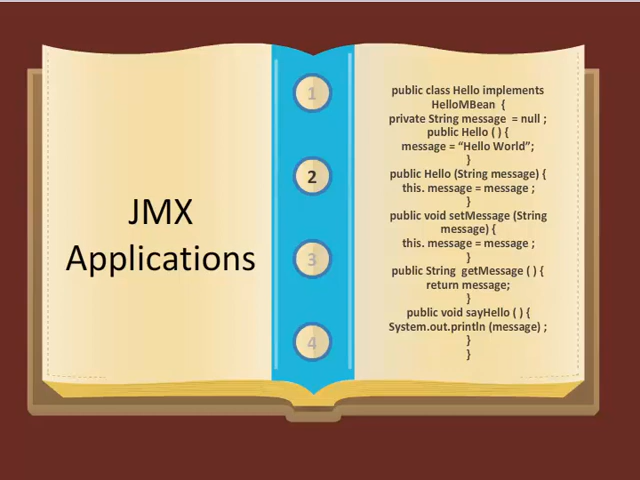 JMX
Applications
1
2
3
4
public class Hello implements
HelloMBean  {
private String message  = null ;
public Hello ( ) {
message = “Hello World”;
}
public Hello (String message) {
this. message = message ;
}
public void setMessage (String
message) {
this. message = message ;
}
public String  getMessage ( ) {
return message;
}
public void sayHello ( ) {
System.out.println (message) ;
}
}